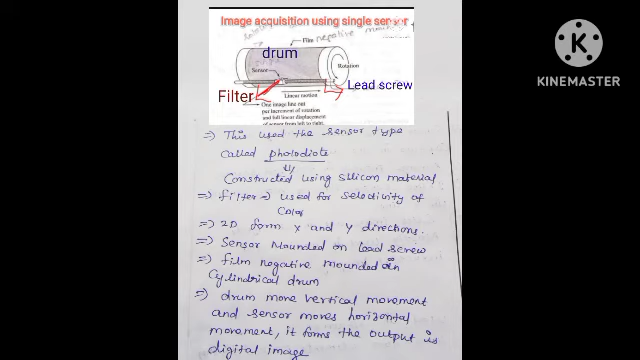 Image acquisition using single sensor
Film negative
drum
Sensor
Rotation
Lead screw
Filter
Linear motion
One image line out
per increment of rotation
and full linear displacement
of sensor from left to right.
⇒ This used the sensor type
called photodiote
⇓
Constructed using silicon material
⇒ filter ⇒ used for selectivity of
color
⇒ 2D form X and Y directions.
⇒ Sensor mounded on lead screw
⇒ film negative mounded on
Cylindrical drum
⇒ drum more vertical movement
and sensor moves horizontal
movement, it forms the output is
digital image
K
KINEMASTER